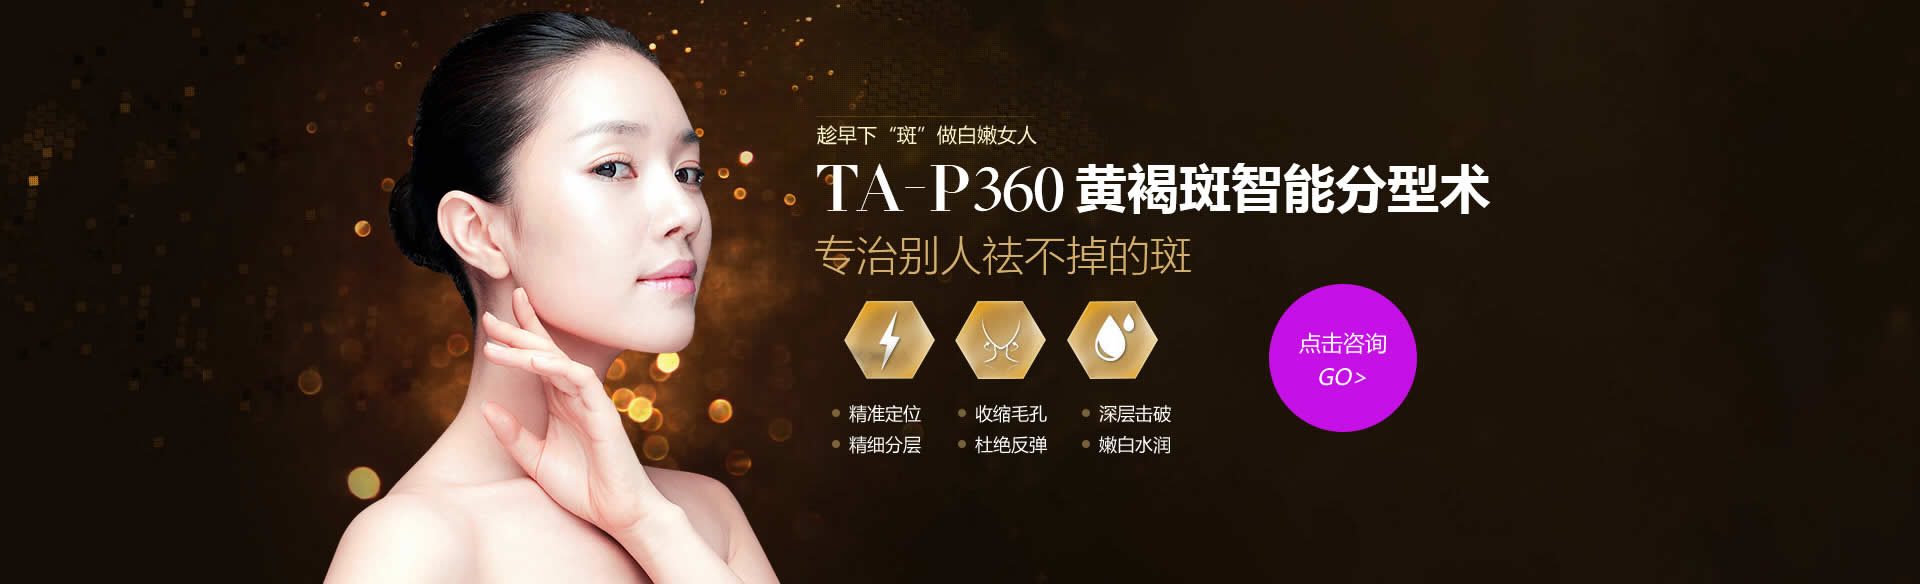 趁早下“斑”做白嫩女人
TA-P360 黄褐斑智能分型术
专治别人祛不掉的斑
点击咨询
GO>
精准定位 收缩毛孔 深层击破
精细分层 杜绝反弹 嫩白水润